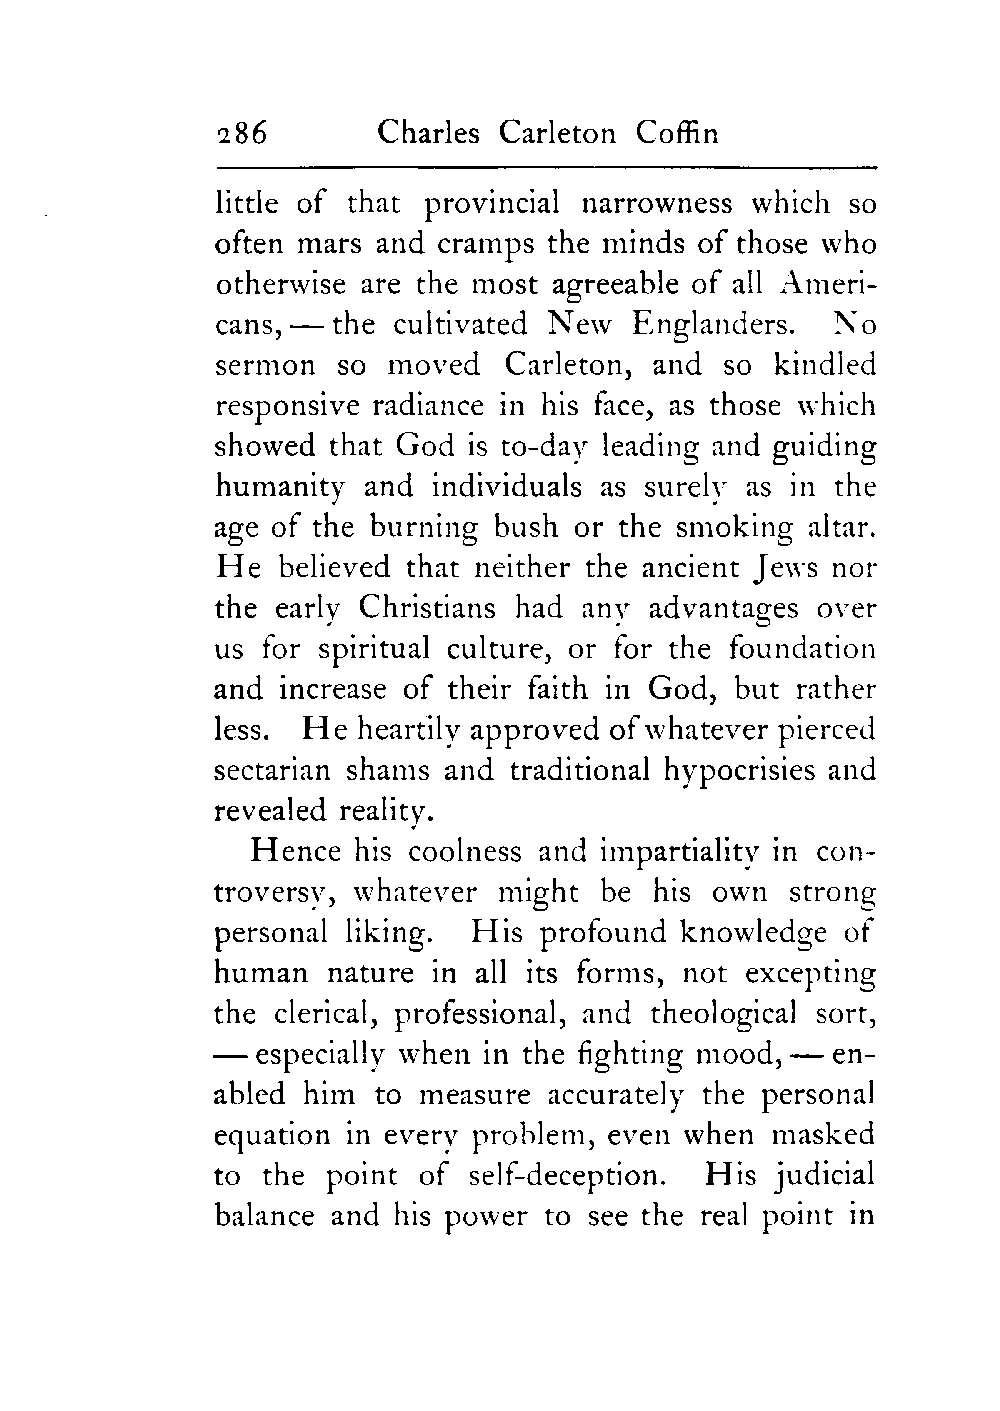 286 Charles Carleton Coffin
little of that provincial narrowness which so
often mars and cramps the minds of those who
otherwise are the most agreeable of all Ameri-
cans, — the cultivated New Englanders. No
sermon so moved Carleton, and so kindled
responsive radiance in his face, as those which
showed that God is to-day leading and guiding
humanity and individuals as surely as in the
age of the burning bush or the smoking altar.
He believed that neither the ancient Jews nor
the early Christians had any advantages over
us for spiritual culture, or for the foundation
and increase of their faith in God, but rather
less. He heartily approved of whatever pierced
sectarian shams and traditional hypocrisies and
revealed reality.
Hence his coolness and impartiality in con-
troversy, whatever might be his own strong
personal liking. His profound knowledge of
human nature in all its forms, not excepting
the clerical, professional, and theological sort,
— especially when in the fighting mood, — en-
abled him to measure accurately the personal
equation in every problem, even when masked
to the point of self-deception. His judicial
balance and his power to see the real point in